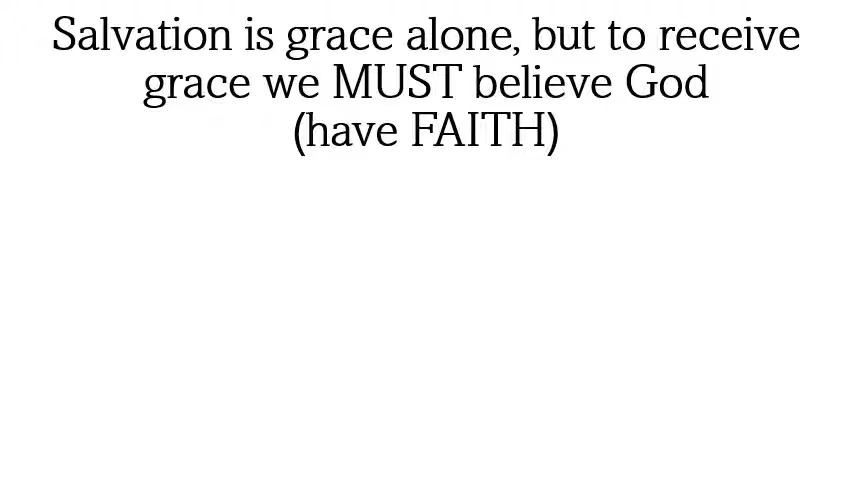 Salvation is grace alone, but to receive
grace we MUST believe God
(have FAITH)